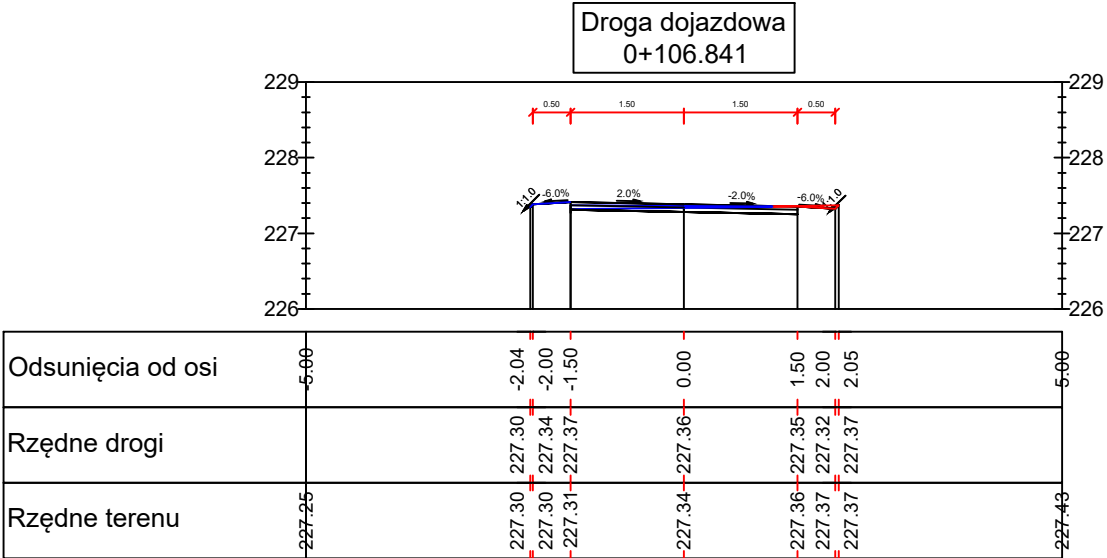 Droga dojazdowa
0+106.841
229 229
0.50 1.50 1.50 0.50
228 228
1:1.0 -6.0% 2.0% -2.0% -6.0% 1:1.0
227 227
226 226
Odsunięcia od osi -5.00 -2.04 -2.00 -1.50 0.00 1.50 2.00 2.05 5.00
Rzędne drogi 227.30 227.34 227.37 227.36 227.35 227.32 227.37
Rzędne terenu 227.25 227.30 227.30 227.31 227.34 227.36 227.37 227.37 227.43